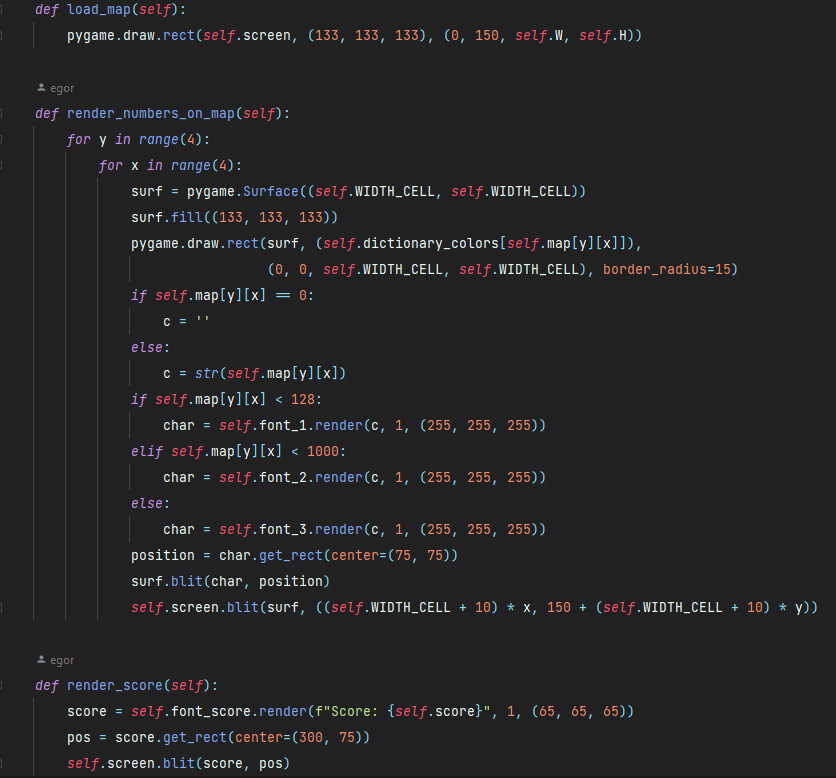 def load_map(self):
    pygame.draw.rect(self.screen, (133, 133, 133), (0, 150, self.W, self.H))

egor
def render_numbers_on_map(self):
    for y in range(4):
        for x in range(4):
            surf = pygame.Surface((self.WIDTH_CELL, self.WIDTH_CELL))
            surf.fill((133, 133, 133))
            pygame.draw.rect(surf, (self.dictionary_colors[self.map[y][x]]),
                             (0, 0, self.WIDTH_CELL, self.WIDTH_CELL), border_radius=15)
            if self.map[y][x] == 0:
                c = ''
            else:
                c = str(self.map[y][x])
            if self.map[y][x] < 128:
                char = self.font_1.render(c, 1, (255, 255, 255))
            elif self.map[y][x] < 1000:
                char = self.font_2.render(c, 1, (255, 255, 255))
            else:
                char = self.font_3.render(c, 1, (255, 255, 255))
            position = char.get_rect(center=(75, 75))
            surf.blit(char, position)
            self.screen.blit(surf, ((self.WIDTH_CELL + 10) * x, 150 + (self.WIDTH_CELL + 10) * y))

egor
def render_score(self):
    score = self.font_score.render(f"Score: {self.score}", 1, (65, 65, 65))
    pos = score.get_rect(center=(300, 75))
    self.screen.blit(score, pos)